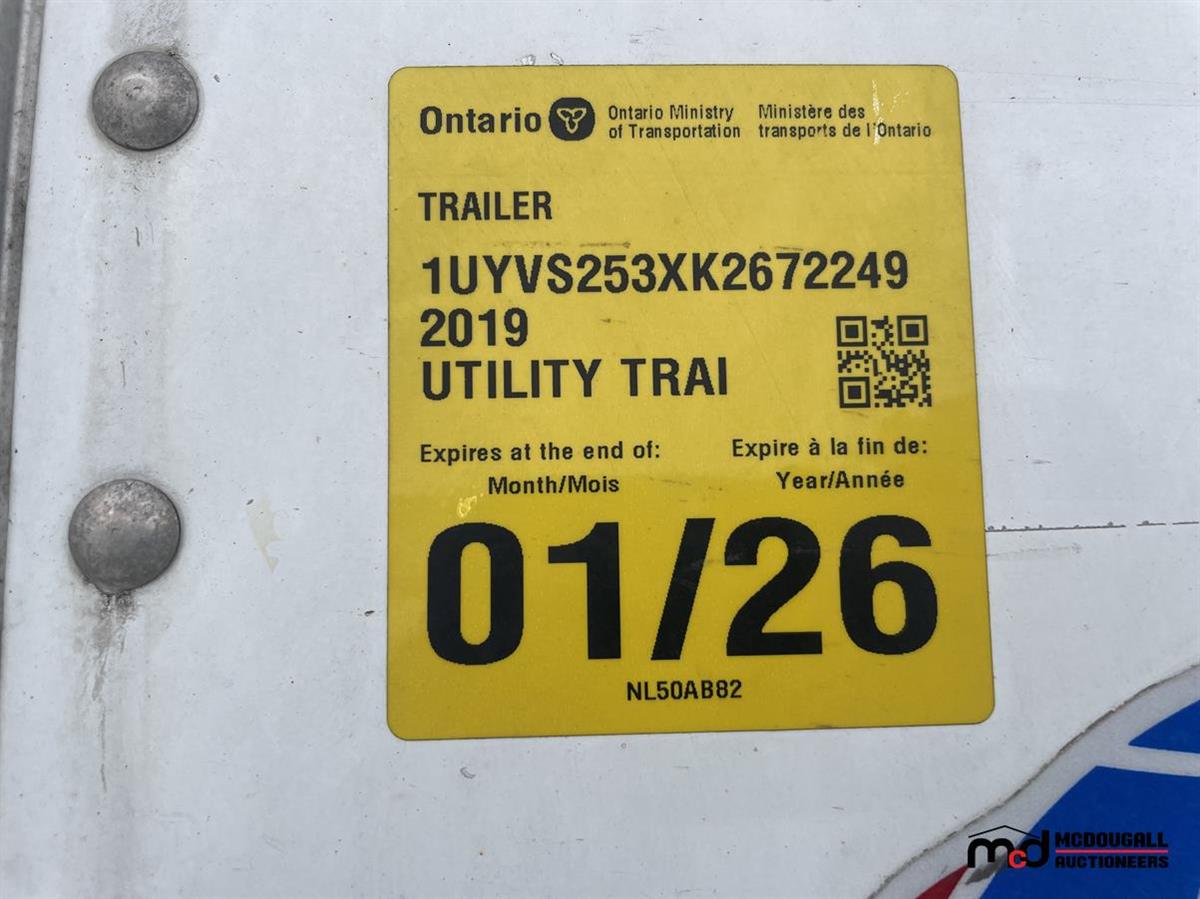 Ontario
Ontario Ministry
of Transportation
Ministère des
transports de l'Ontario
TRAILER
1UYVS253XK2672249
2019
UTILITY TRAI
Expires at the end of:
Month/Mois
Expire à la fin de:
Year/Année
01/26
NL50AB82
mcd
MCDOUGALL
AUCTIONEERS